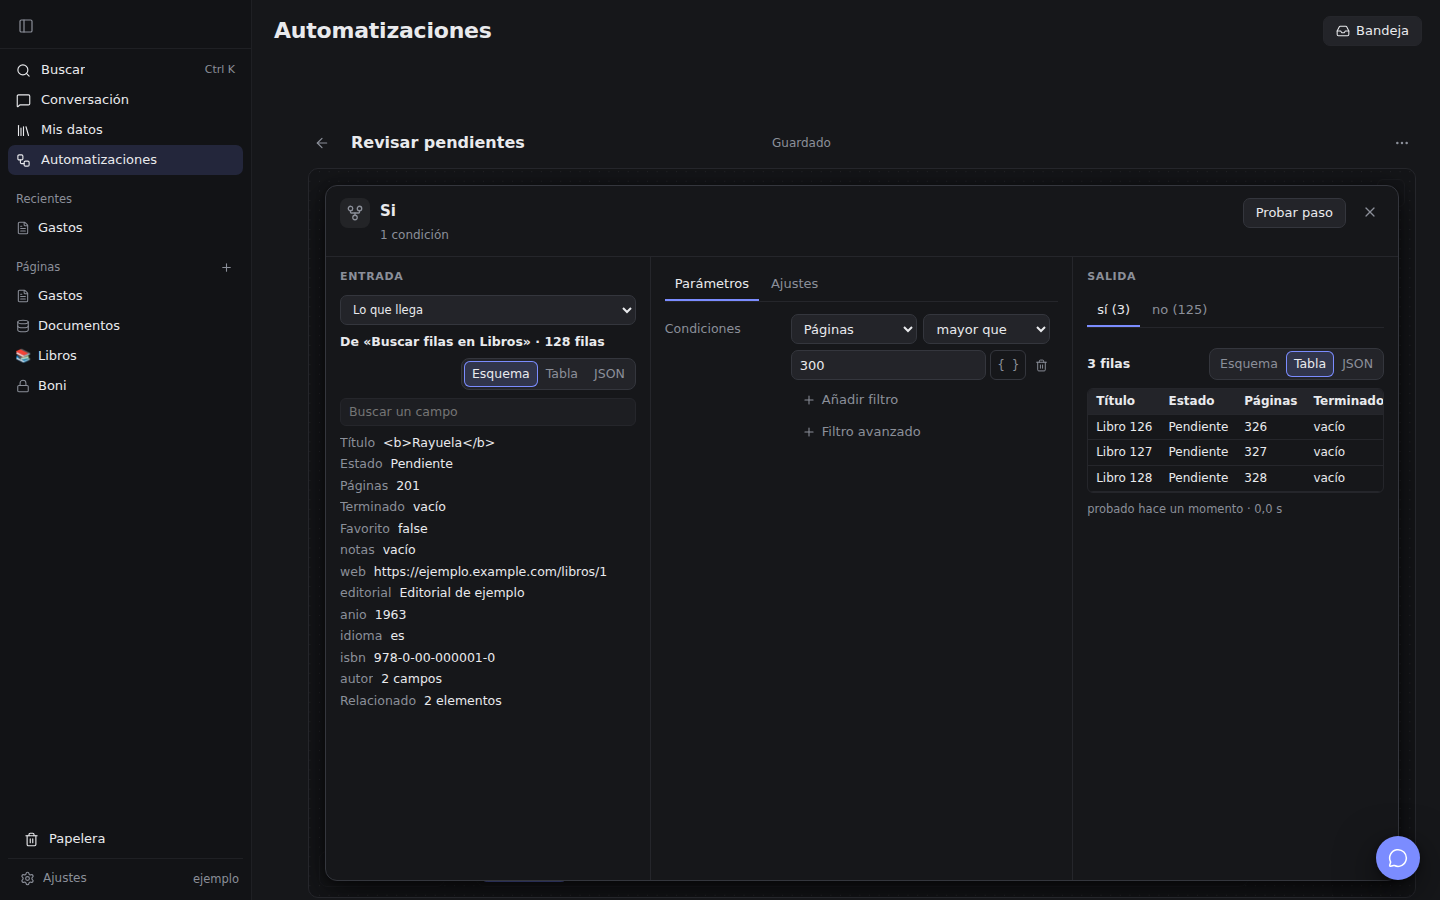 Automatizaciones
Bandeja
Buscar Ctrl K
Conversación
Mis datos
Automatizaciones
Recientes
Gastos
Páginas
Gastos
Documentos
Libros
Boni
Papelera
Ajustes ejemplo
Revisar pendientes Guardado
Si
1 condición
Probar paso
ENTRADA
Lo que llega
De «Buscar filas en Libros» · 128 filas
Esquema Tabla JSON
Buscar un campo
Título <b>Rayuela</b>
Estado Pendiente
Páginas 201
Terminado vacío
Favorito false
notas vacío
web https://ejemplo.example.com/libros/1
editorial Editorial de ejemplo
anio 1963
idioma es
isbn 978-0-00-000001-0
autor 2 campos
Relacionado 2 elementos
Parámetros Ajustes
Condiciones Páginas mayor que
300 { }
Añadir filtro
Filtro avanzado
SALIDA
sí (3) no (125)
3 filas Esquema Tabla JSON
Título Estado Páginas Terminado
Libro 126 Pendiente 326 vacío
Libro 127 Pendiente 327 vacío
Libro 128 Pendiente 328 vacío
probado hace un momento · 0,0 s